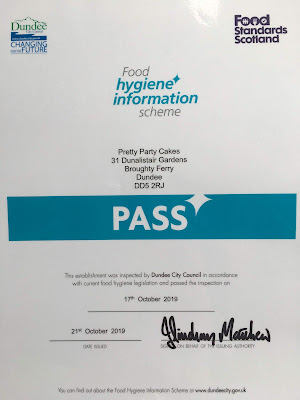 Dundee
CHANGING
FOR THE
FUTURE
Food
Standards
Scotland
Food
hygiene
information
scheme
Pretty Party Cakes
31 Dunalistair Gardens
Broughty Ferry
Dundee
DD5 2RJ
PASS
This establishment was inspected by Dundee City Council in accordance
with current food hygiene legislation and passed the inspection on
17th October 2019
21st October 2019
DATE ISSUED
ON BEHALF OF THE ISSUING AUTHORITY
You can find out about the Food Hygiene Information Scheme at www.dundeecity.gov.uk